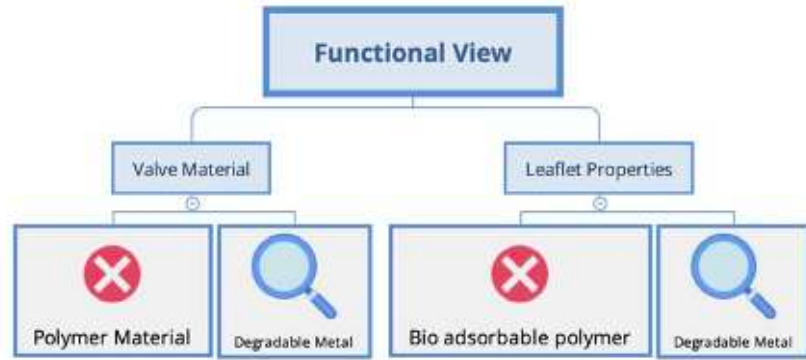 Functional View
Valve Material
Leaflet Properties
Polymer Material
Degradable Metal
Bio adsorbable polymer
Degradable Metal